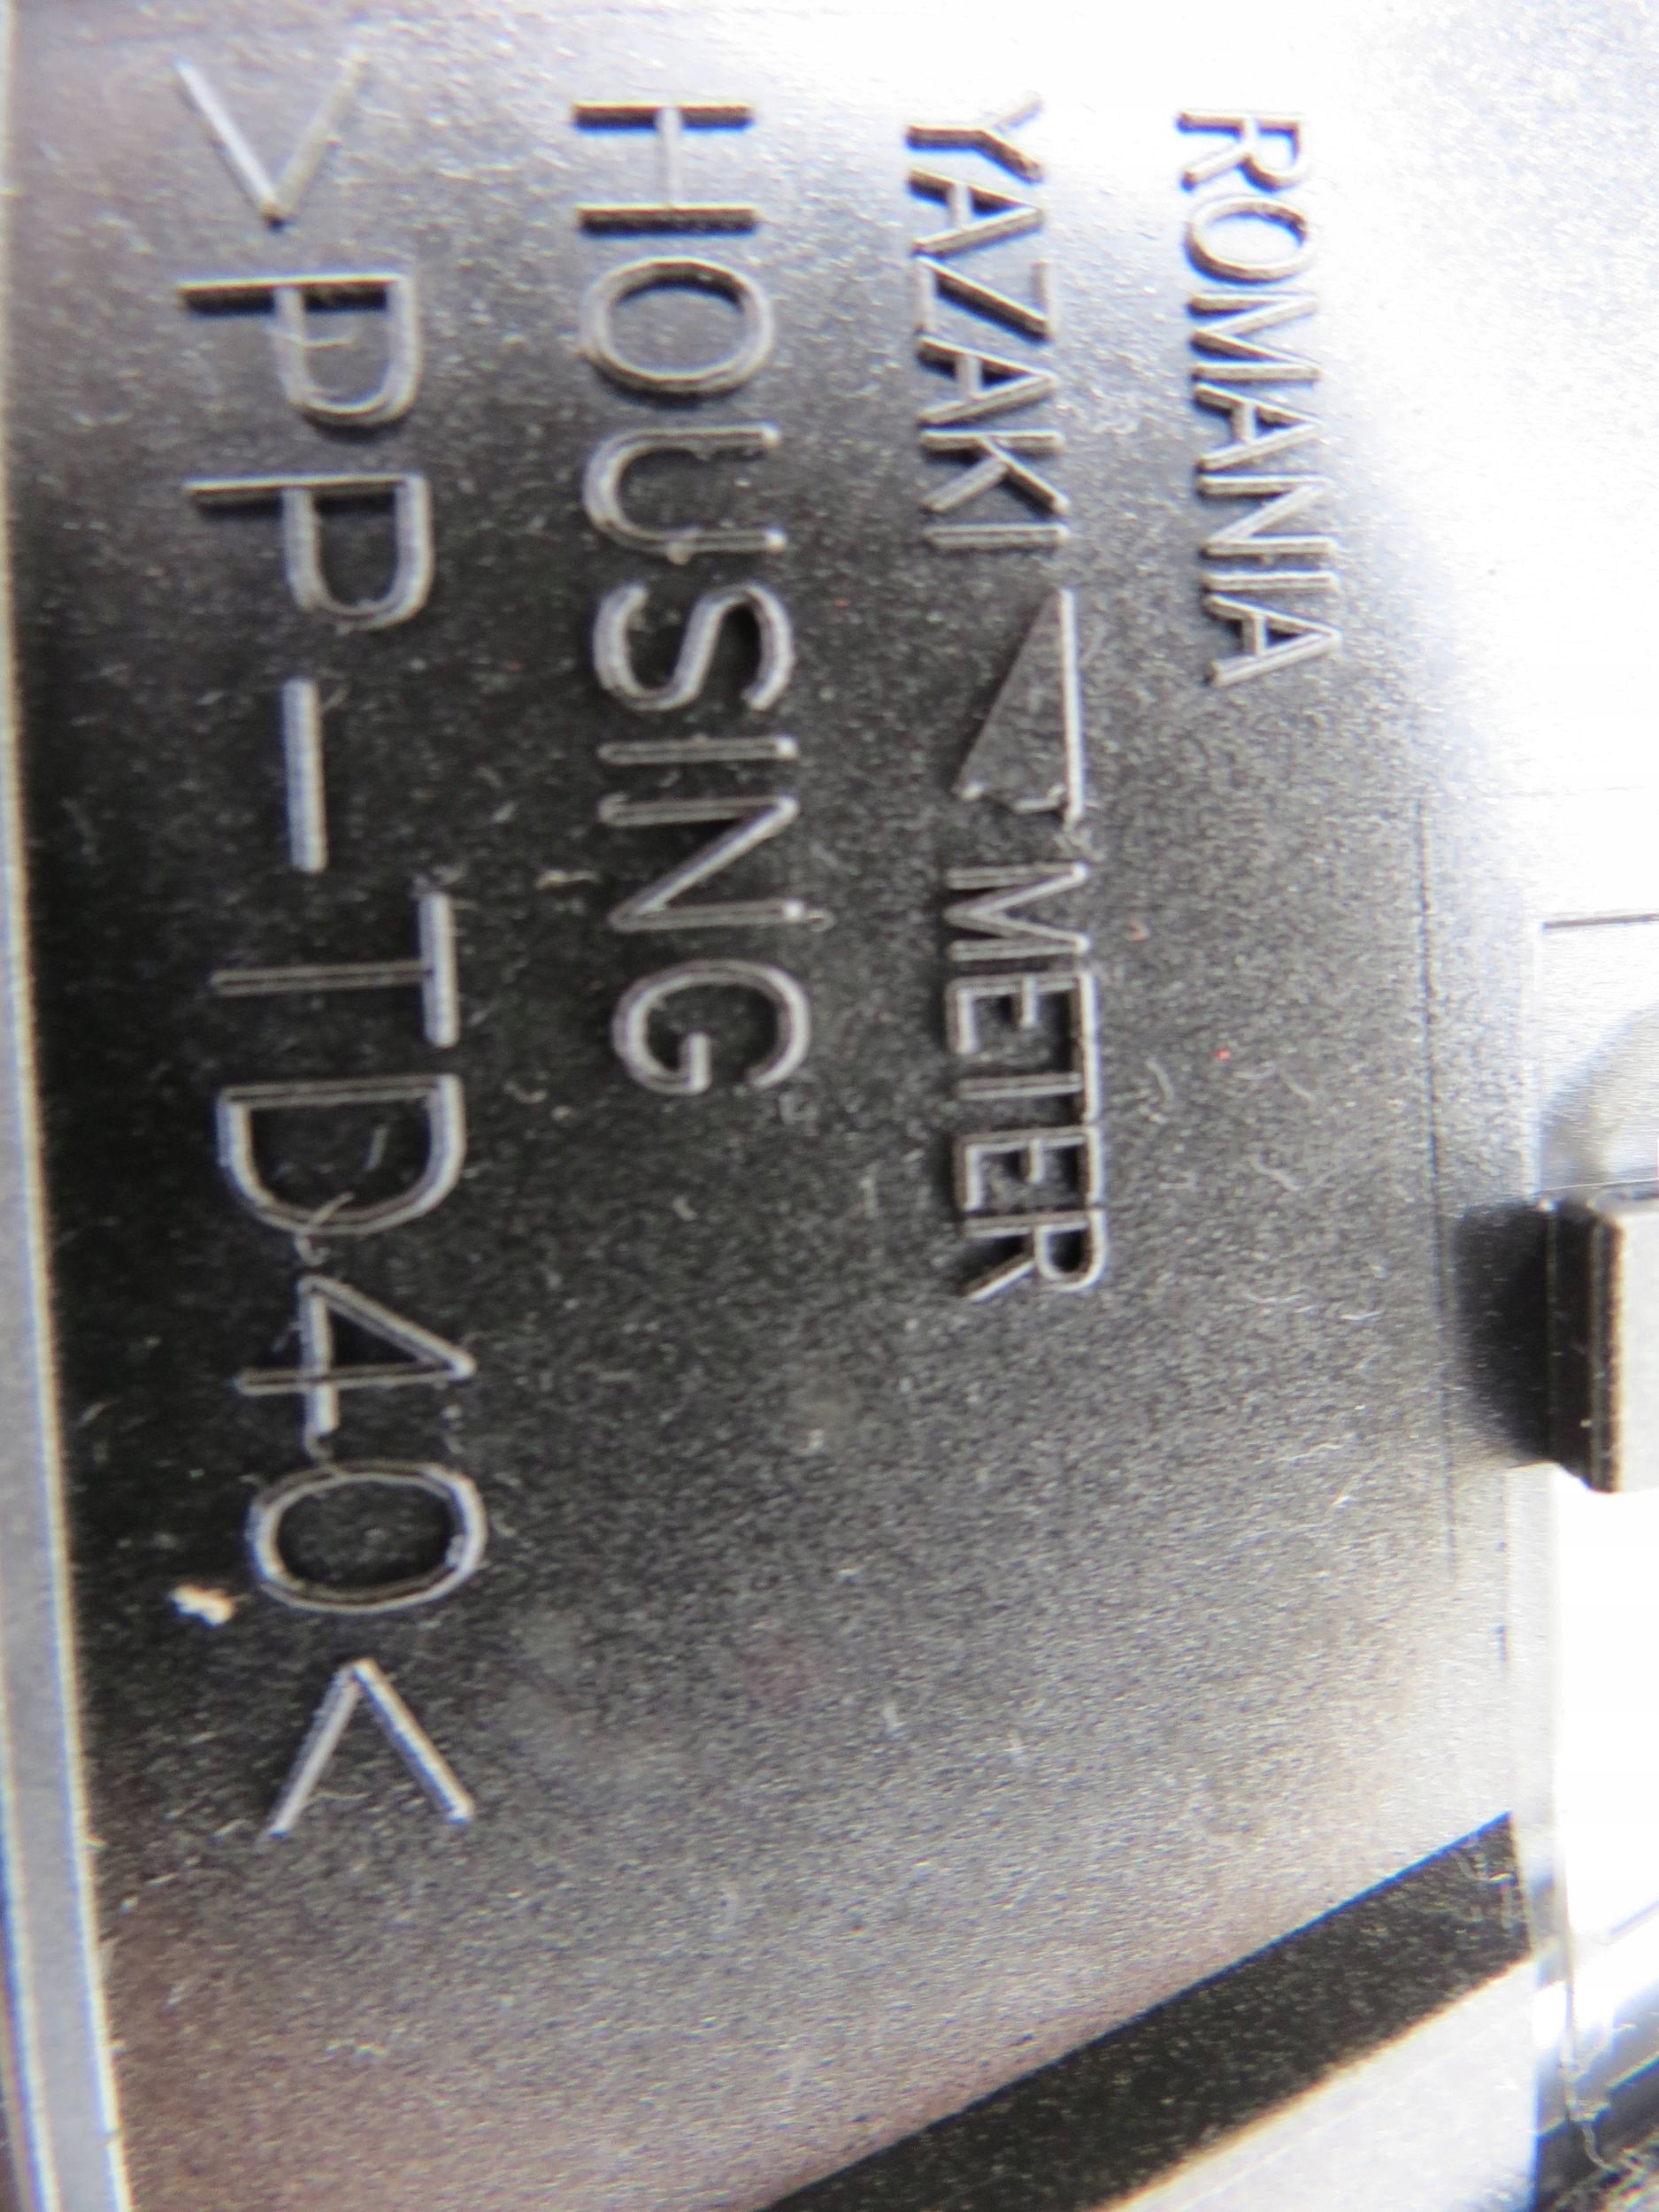 ROMANIA
YAZAKI METER
HOUSING
>PP-TD40<